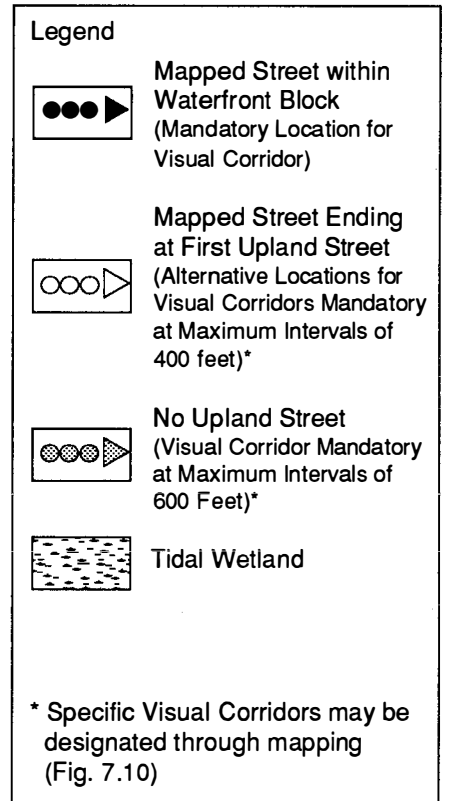 Legend
Mapped Street within
Waterfront Block
(Mandatory Location for
Visual Corridor)
Mapped Street Ending
at First Upland Street
(Alternative Locations for
Visual Corridors Mandatory
at Maximum Intervals of
400 feet)*
No Upland Street
(Visual Corridor Mandatory
at Maximum Intervals of
600 Feet)*
Tidal Wetland
* Specific Visual Corridors may be
designated through mapping
(Fig. 7.10)